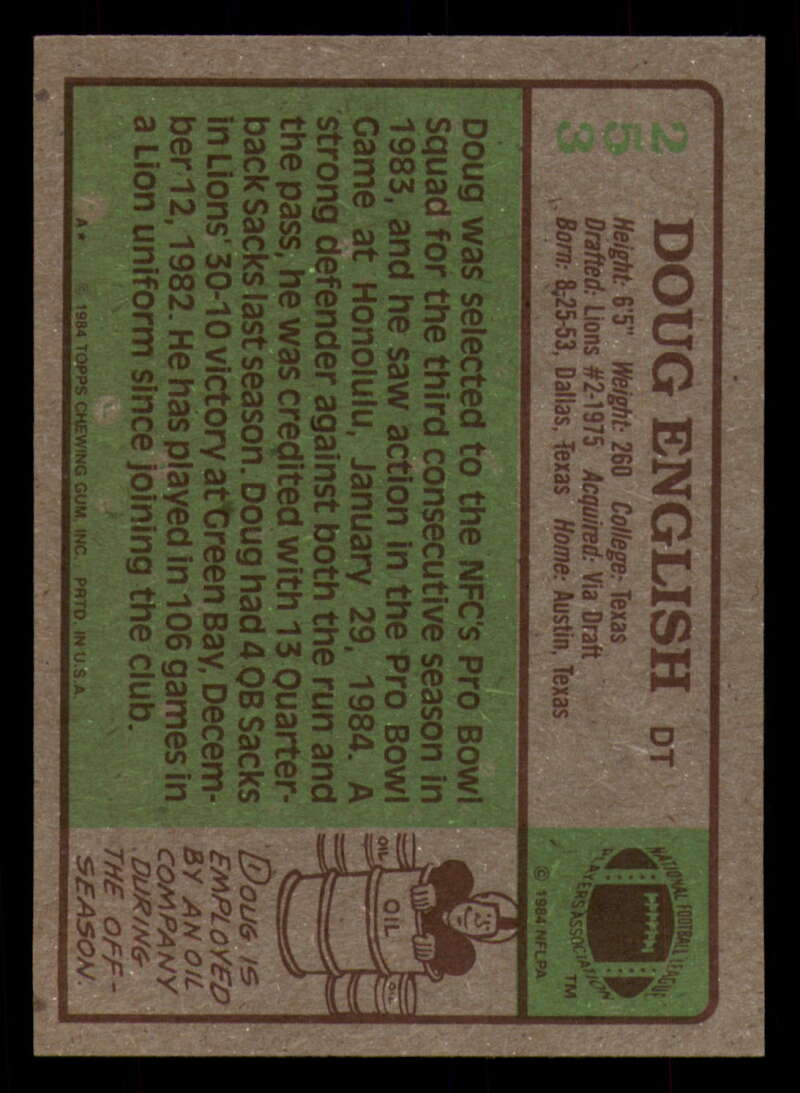 253
DOUG ENGLISH DT
Height: 6'5" Weight: 260 College: Texas
Drafted: Lions #2-1975 Acquired: Via Draft
Born: 8-25-53, Dallas, Texas Home: Austin, Texas
NATIONAL FOOTBALL LEAGUE
PLAYERS ASSOCIATION
TM
© 1984 NFLPA
Doug was selected to the NFC's Pro Bowl
Squad for the third consecutive season in
1983, and he saw action in the Pro Bowl
Game at Honolulu, January 29, 1984. A
strong defender against both the run and
the pass, he was credited with 13 Quarter-
back Sacks last season. Doug had 4 QB Sacks
in Lions' 30-10 victory at Green Bay, Decem-
ber 12, 1982. He has played in 106 games in
a Lion uniform since joining the club.
A* © 1984 TOPPS CHEWING GUM, INC. PRTD. IN U.S.A.
OIL
OIL
OIL
DOUG IS
EMPLOYED
BY AN OIL
COMPANY
DURING
THE OFF-
SEASON.